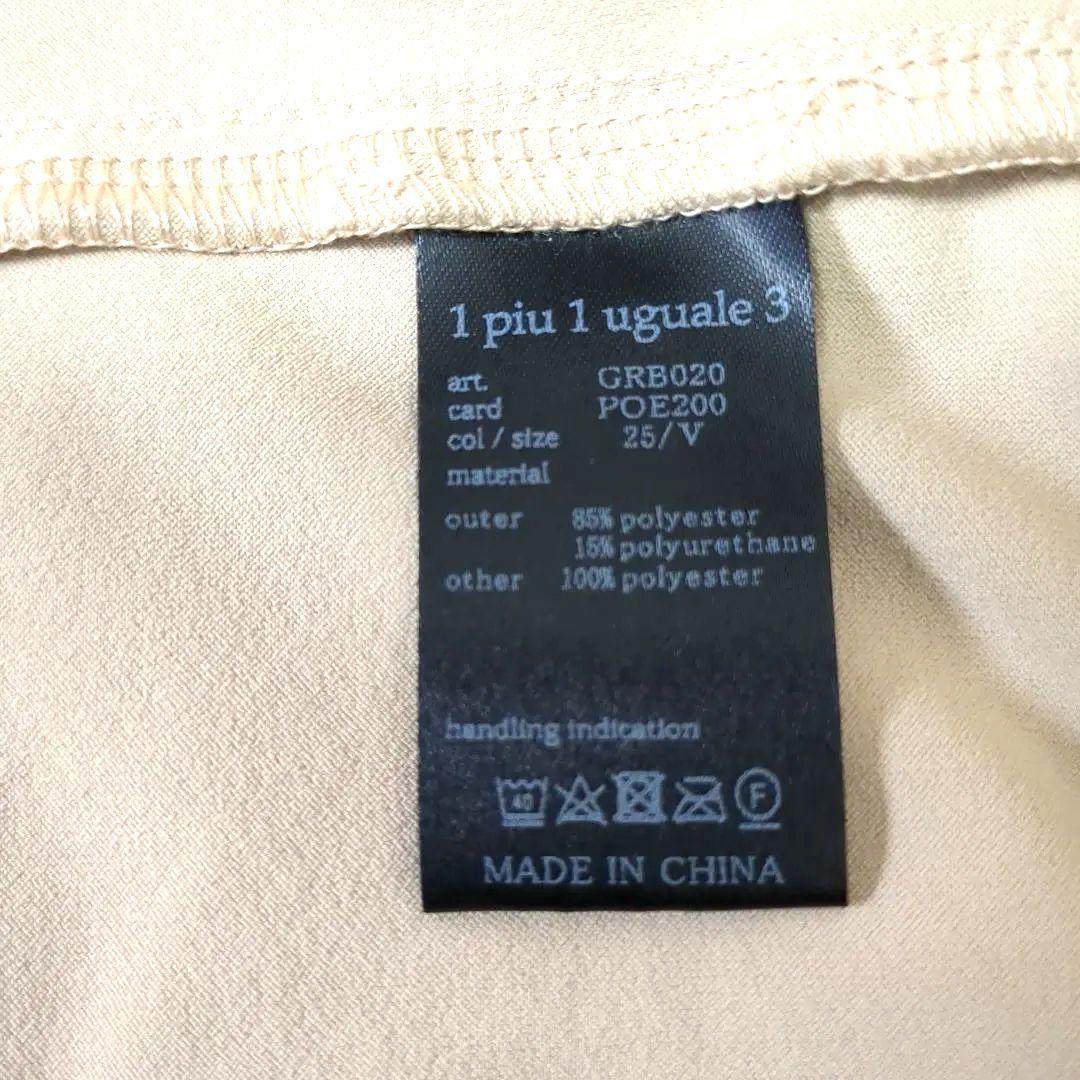 1 piu 1 uguale 3
art. GRB020
card POE200
col / size 25/V
material
outer 85% polyester
15% polyurethane
other 100% polyester
handling indication
40 F
MADE IN CHINA